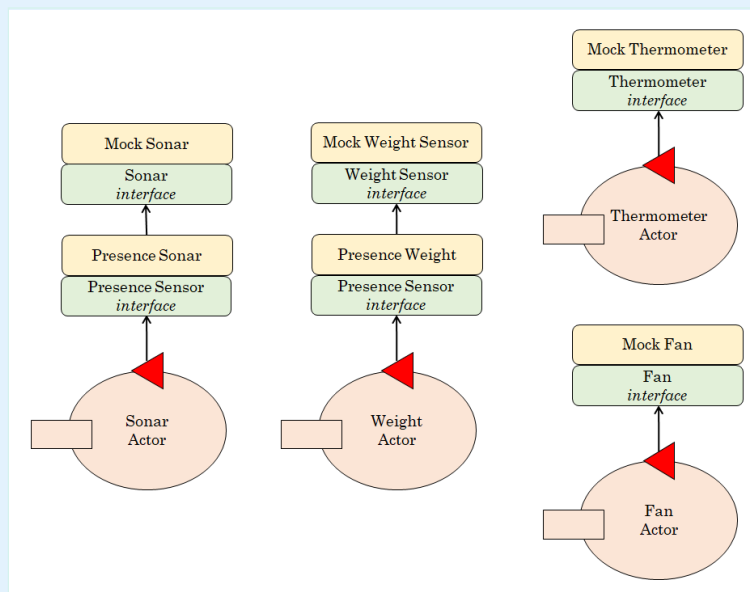 Mock Thermometer
Thermometer
interface
Thermometer
Actor
Mock Sonar
Sonar
interface
Presence Sonar
Presence Sensor
interface
Sonar
Actor
Mock Weight Sensor
Weight Sensor
interface
Presence Weight
Presence Sensor
interface
Weight
Actor
Mock Fan
Fan
interface
Fan
Actor